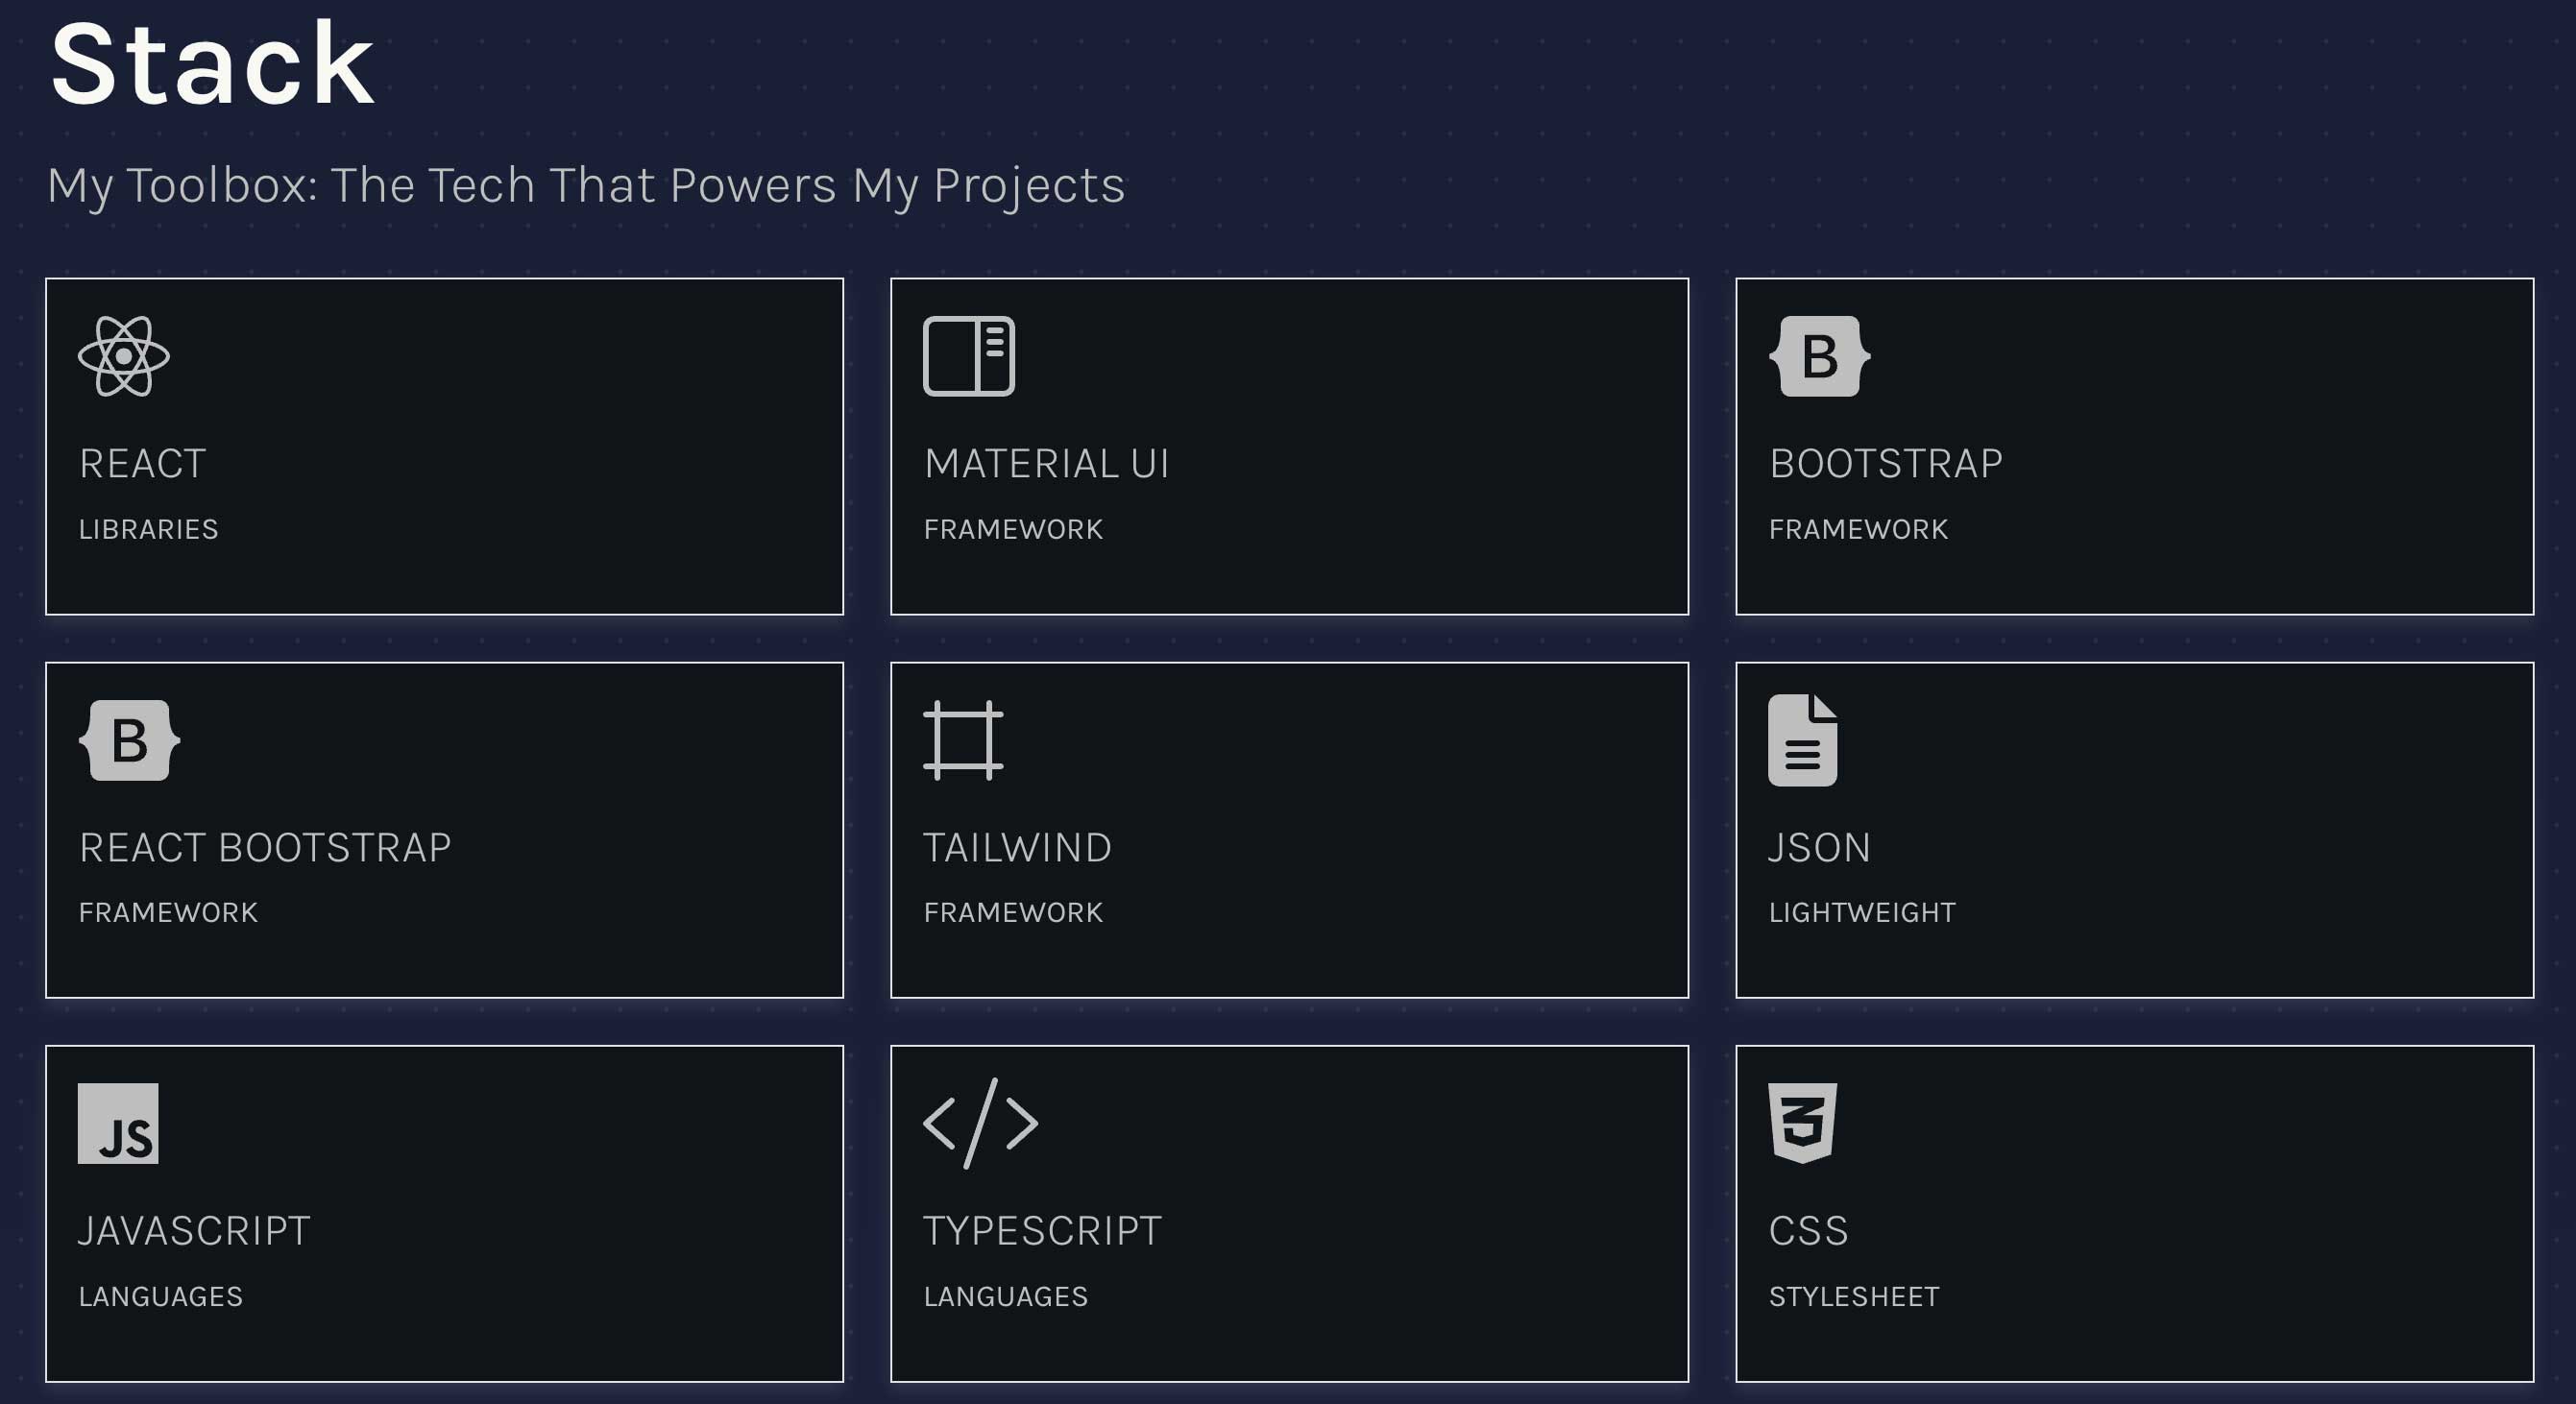 Stack
My Toolbox: The Tech That Powers My Projects
REACT
LIBRARIES
MATERIAL UI
FRAMEWORK
B
BOOTSTRAP
FRAMEWORK
B
REACT BOOTSTRAP
FRAMEWORK
TAILWIND
FRAMEWORK
JSON
LIGHTWEIGHT
JS
JAVASCRIPT
LANGUAGES
</>
TYPESCRIPT
LANGUAGES
3
CSS
STYLESHEET